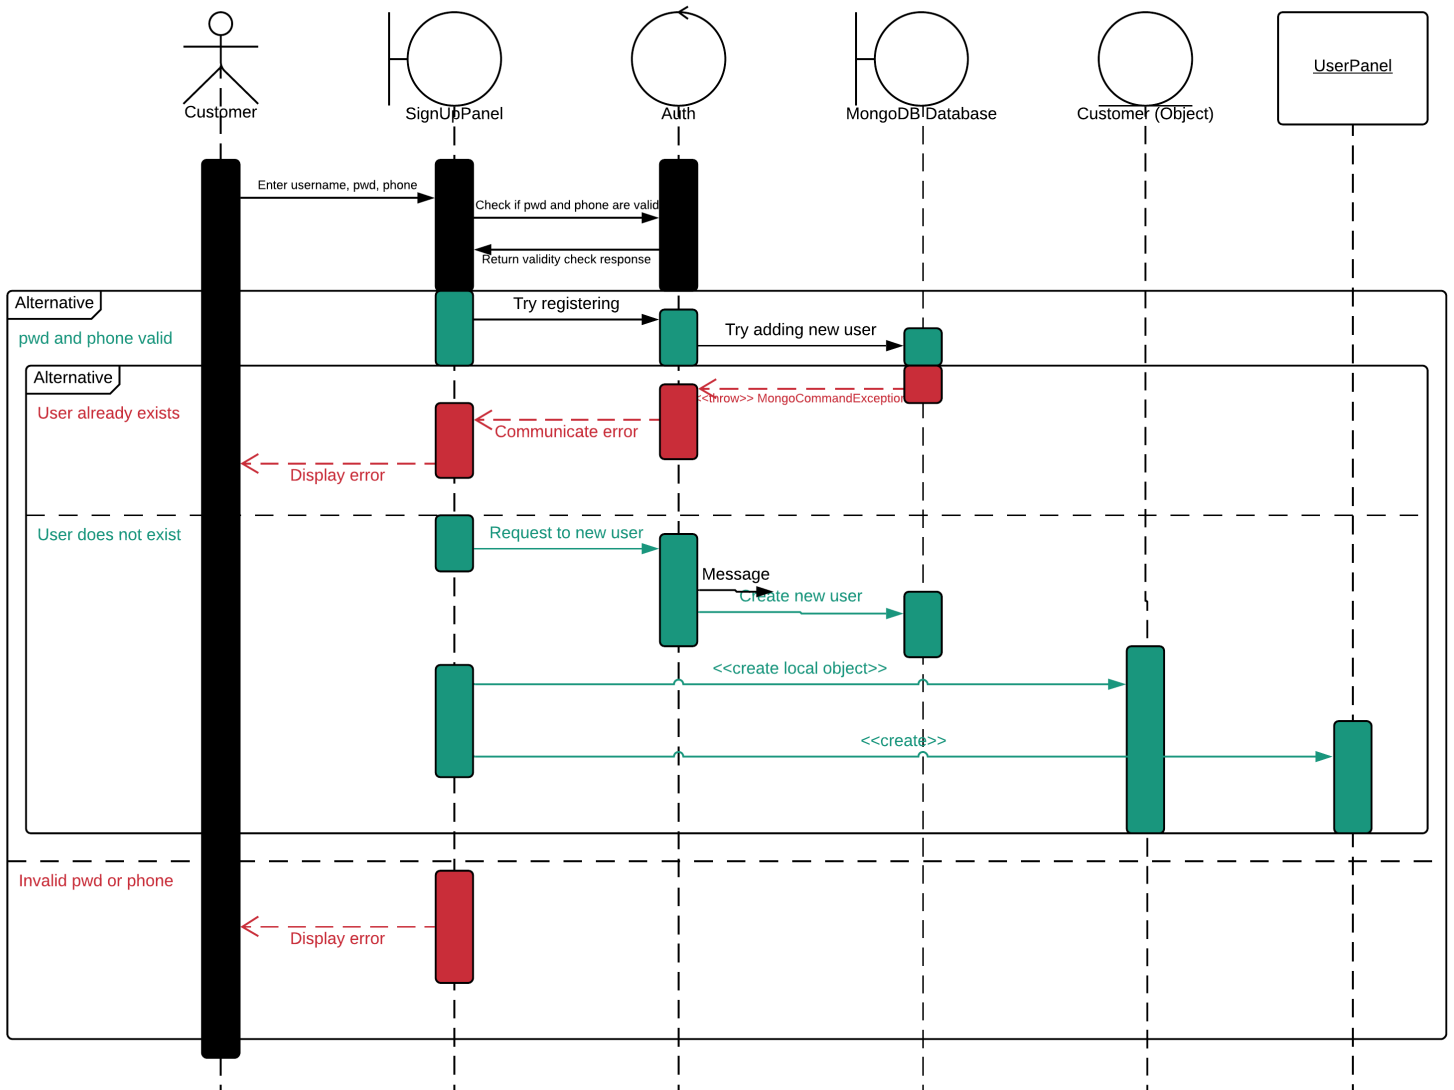 Customer
SignUpPanel
Auth
MongoDB Database
Customer (Object)
UserPanel
Enter username, pwd, phone
Check if pwd and phone are valid
Return validity check response
Alternative
Try registering
pwd and phone valid
Try adding new user
Alternative
<<throw>> MongoCommandException
User already exists
Communicate error
Display error
User does not exist
Request to new user
Message
Create new user
<<create local object>>
<<create>>
Invalid pwd or phone
Display error